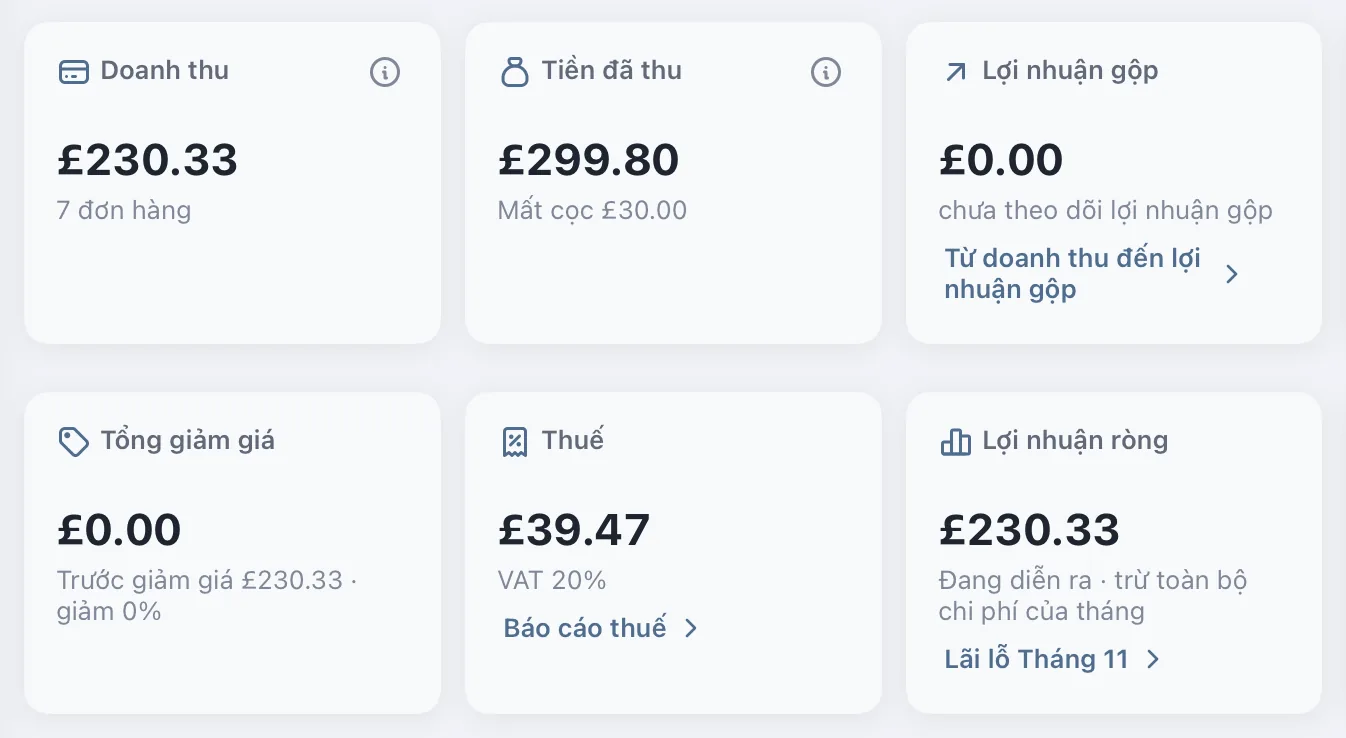 Doanh thu
£230.33
7 đơn hàng
Tiền đã thu
£299.80
Mất cọc £30.00
Lợi nhuận gộp
£0.00
chưa theo dõi lợi nhuận gộp
Từ doanh thu đến lợi
nhuận gộp
Tổng giảm giá
£0.00
Trước giảm giá £230.33 ·
giảm 0%
Thuế
£39.47
VAT 20% ·
Báo cáo thuế
Lợi nhuận ròng
£230.33
Đang diễn ra · trừ toàn bộ
chi phí của tháng
Lãi lỗ Tháng 11